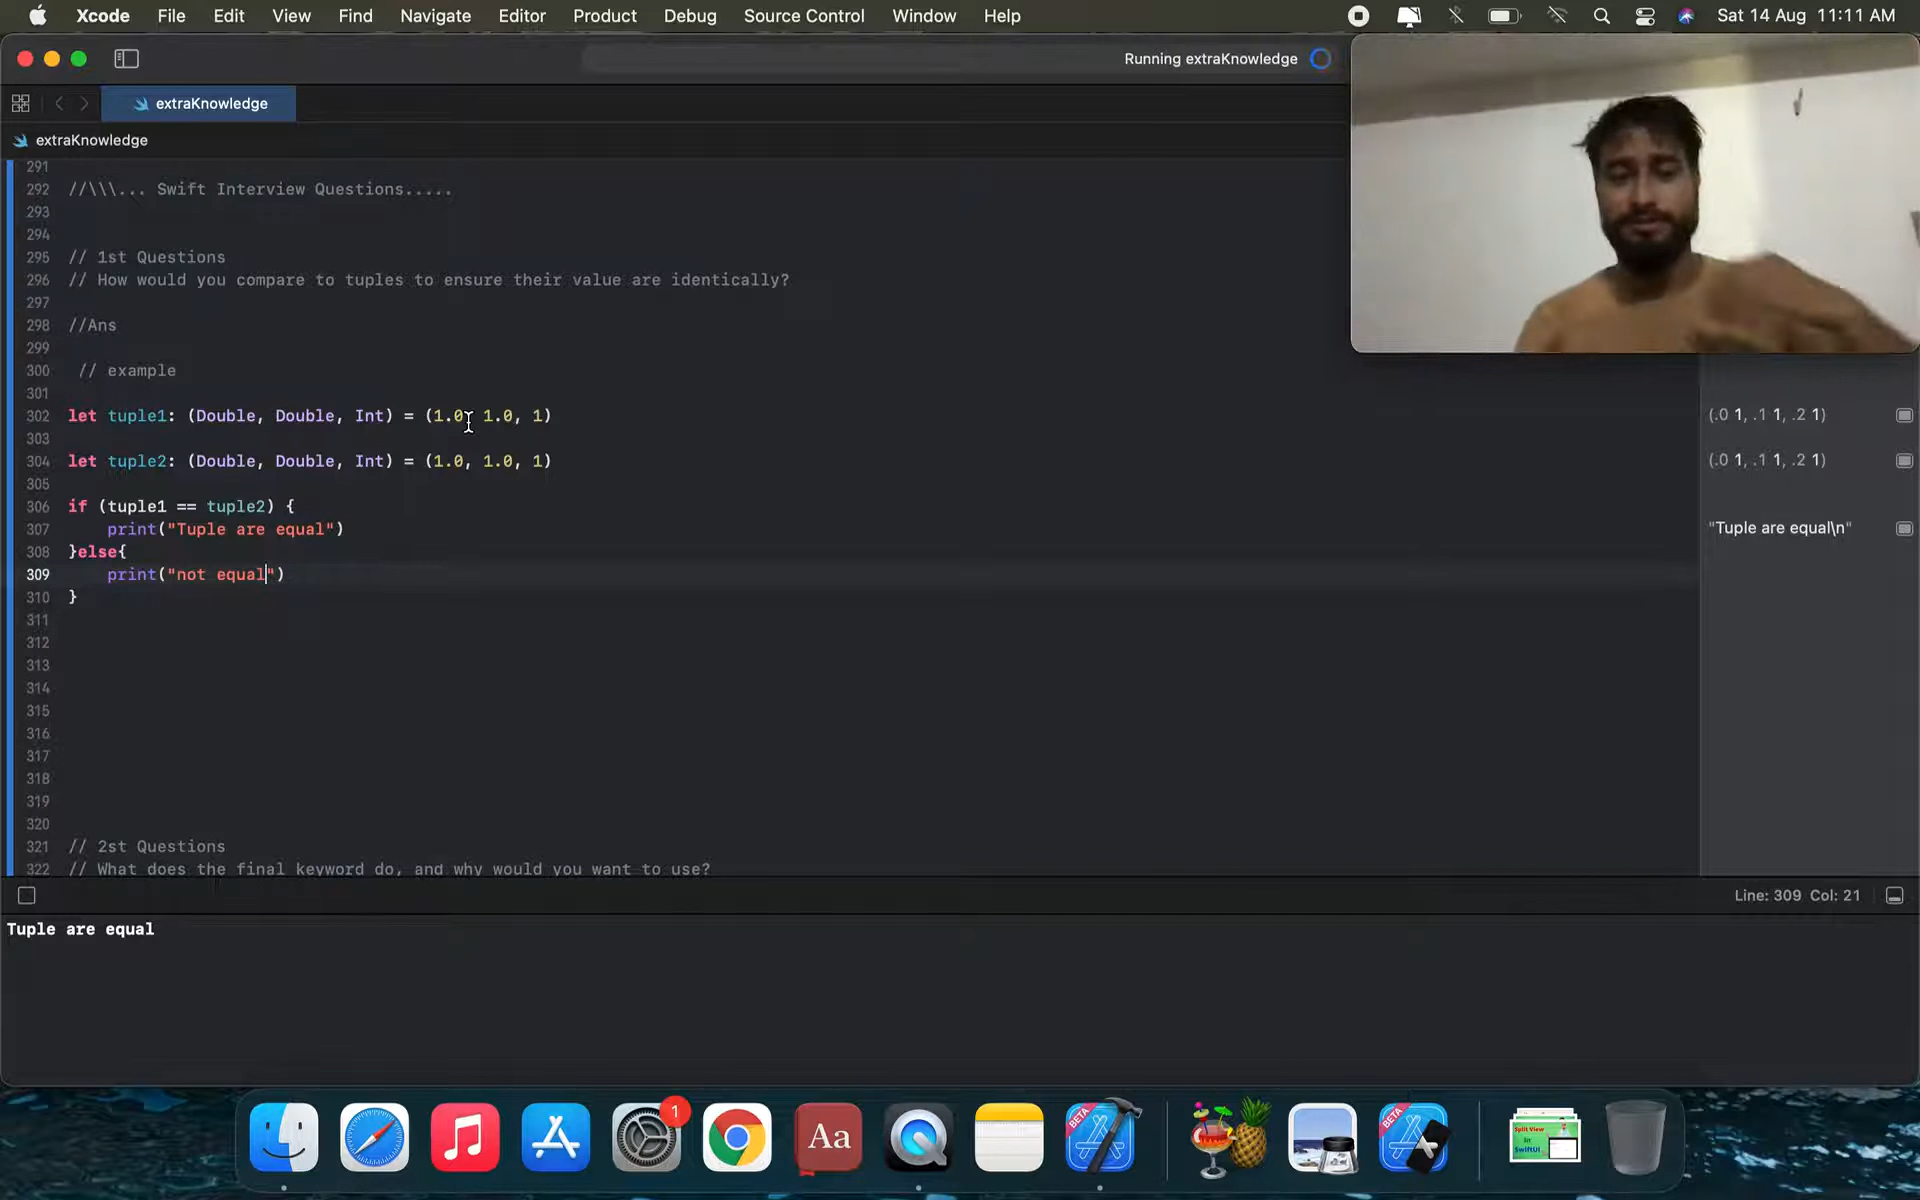 Xcode File Edit View Find Navigate Editor Product Debug Source Control Window Help Sat 14 Aug 11:11 AM
Running extraKnowledge
extraKnowledge
extraKnowledge
291
292 //\\\... Swift Interview Questions.....
293
294
295 // 1st Questions
296 // How would you compare to tuples to ensure their value are identically?
297
298 //Ans
299
300 // example
301
302 let tuple1: (Double, Double, Int) = (1.0, 1.0, 1) (.0 1, .1 1, .2 1)
303
304 let tuple2: (Double, Double, Int) = (1.0, 1.0, 1) (.0 1, .1 1, .2 1)
305
306 if (tuple1 == tuple2) {
307 print("Tuple are equal") "Tuple are equal\n"
308 }else{
309 print("not equal")
310 }
311
312
313
314
315
316
317
318
319
320
321 // 2st Questions
322 // What does the final keyword do, and why would you want to use?
Line: 309 Col: 21
Tuple are equal
1
BETA
BETA
Aa
Split View
in
SwiftUI